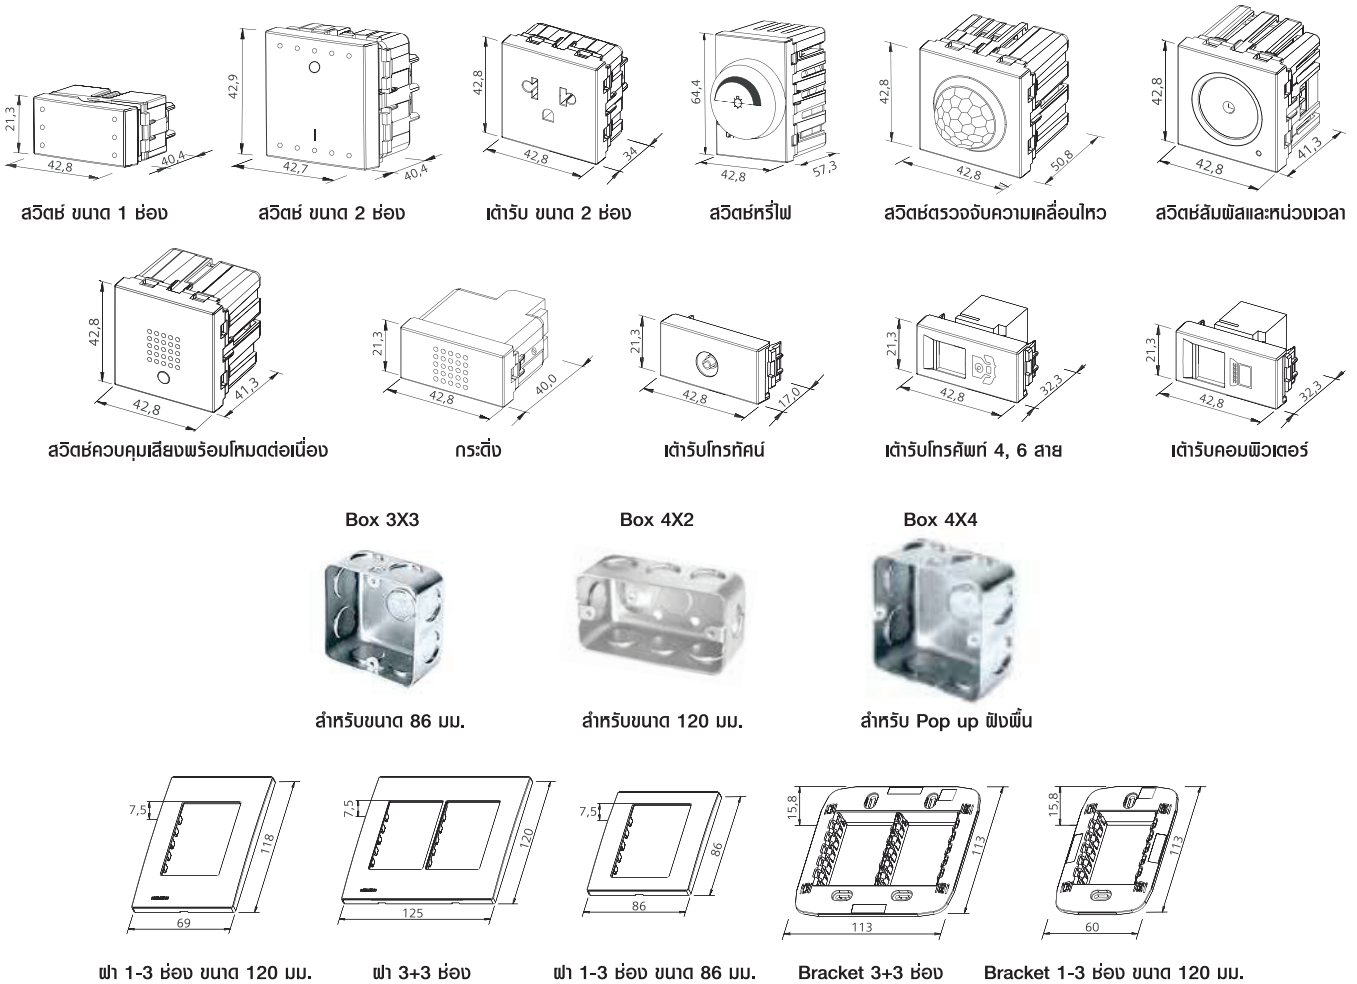 21,3
42,8
40,4
สวิตช์ ขนาด 1 ช่อง
42,9
42,7
40,4
สวิตช์ ขนาด 2 ช่อง
42,8
42,8
34
เต้ารับ ขนาด 2 ช่อง
64,4
42,8
57,3
สวิตช์หรี่ไฟ
42,8
42,8
50,8
สวิตช์ตรวจจับความเคลื่อนไหว
42,8
42,8
41,3
สวิตช์สัมผัสและหน่วงเวลา
42,8
42,8
41,3
สวิตช์ควบคุมเสียงพร้อมโหมดต่อเนื่อง
21,3
42,8
40,0
กระดิ่ง
21,3
42,8
17,0
เต้ารับโทรทัศน์
21,3
42,8
32,3
เต้ารับโทรศัพท์ 4, 6 สาย
21,3
42,8
32,3
เต้ารับคอมพิวเตอร์
Box 3X3
สำหรับขนาด 86 มม.
Box 4X2
สำหรับขนาด 120 มม.
Box 4X4
สำหรับ Pop up ฝังพื้น
7,5
118
69
ฝา 1-3 ช่อง ขนาด 120 มม.
7,5
120
125
ฝา 3+3 ช่อง
7,5
86
86
ฝา 1-3 ช่อง ขนาด 86 มม.
15,8
113
113
Bracket 3+3 ช่อง
15,8
113
60
Bracket 1-3 ช่อง ขนาด 120 มม.